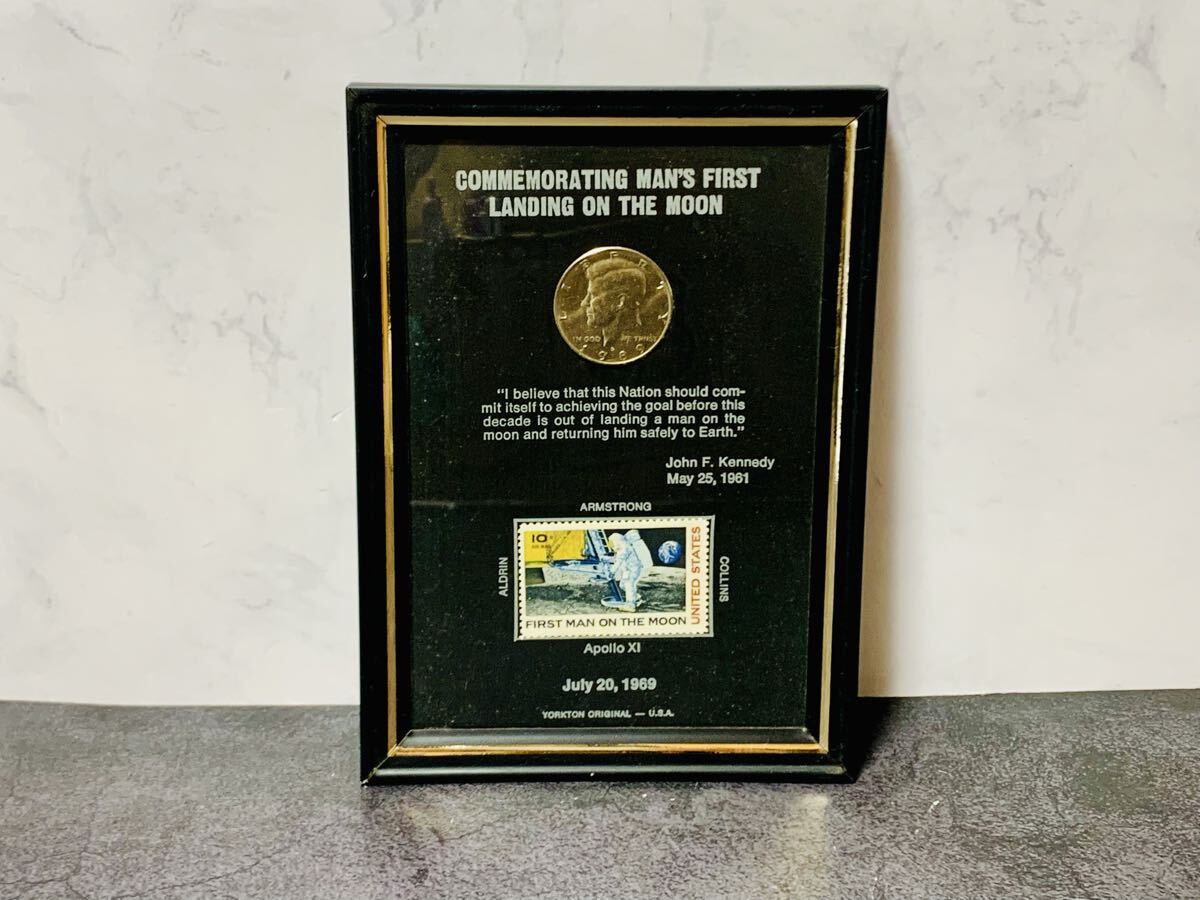 COMMEMORATING MAN'S FIRST
LANDING ON THE MOON
LIBERTY
IN GOD WE TRUST
1989
"I believe that this Nation should com-
mit itself to achieving the goal before this
decade is out of landing a man on the
moon and returning him safely to Earth."
John F. Kennedy
May 25, 1961
ARMSTRONG
ALDRIN
COLLINS
10¢
UNITED STATES
FIRST MAN ON THE MOON
Apollo XI
July 20, 1969
YORKTON ORIGINAL — U.S.A.